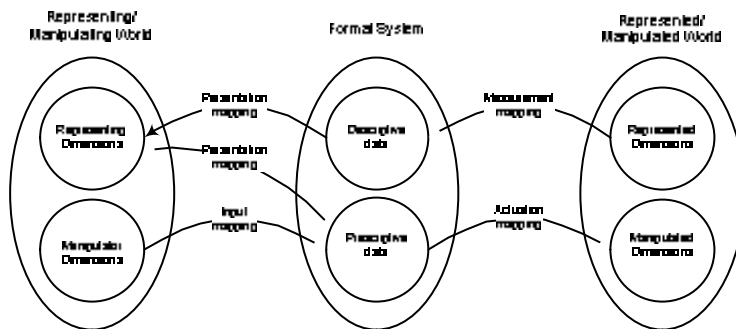 Representing/
Manipulating World
Formal System
Represented/
Manipulated World
Representing
Dimensions
Presentation
mapping
Descriptive
data
Measurement
mapping
Represented
Dimensions
Presentation
mapping
Manipulator
Dimensions
Input
mapping
Prescriptive
data
Actuation
mapping
Manipulated
Dimensions